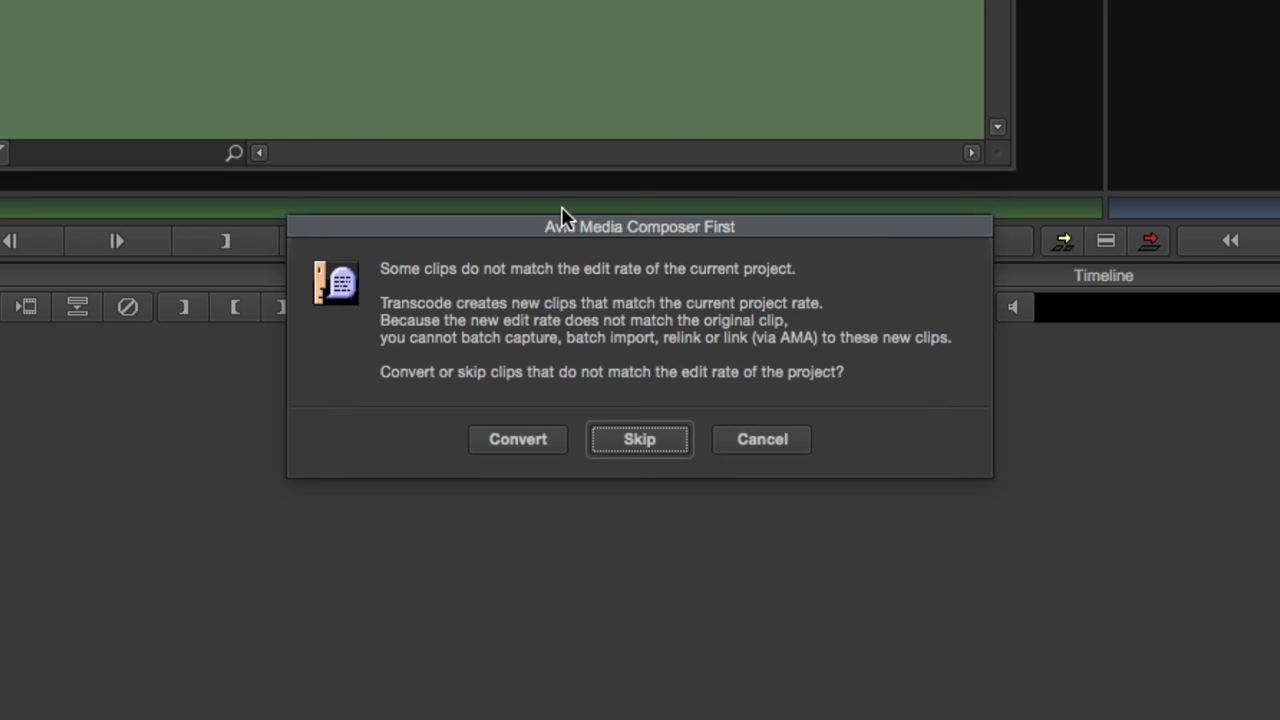 Avid Media Composer First
Timeline
Some clips do not match the edit rate of the current project.
Transcode creates new clips that match the current project rate.
Because the new edit rate does not match the original clip,
you cannot batch capture, batch import, relink or link (via AMA) to these new clips.
Convert or skip clips that do not match the edit rate of the project?
Convert
Skip
Cancel